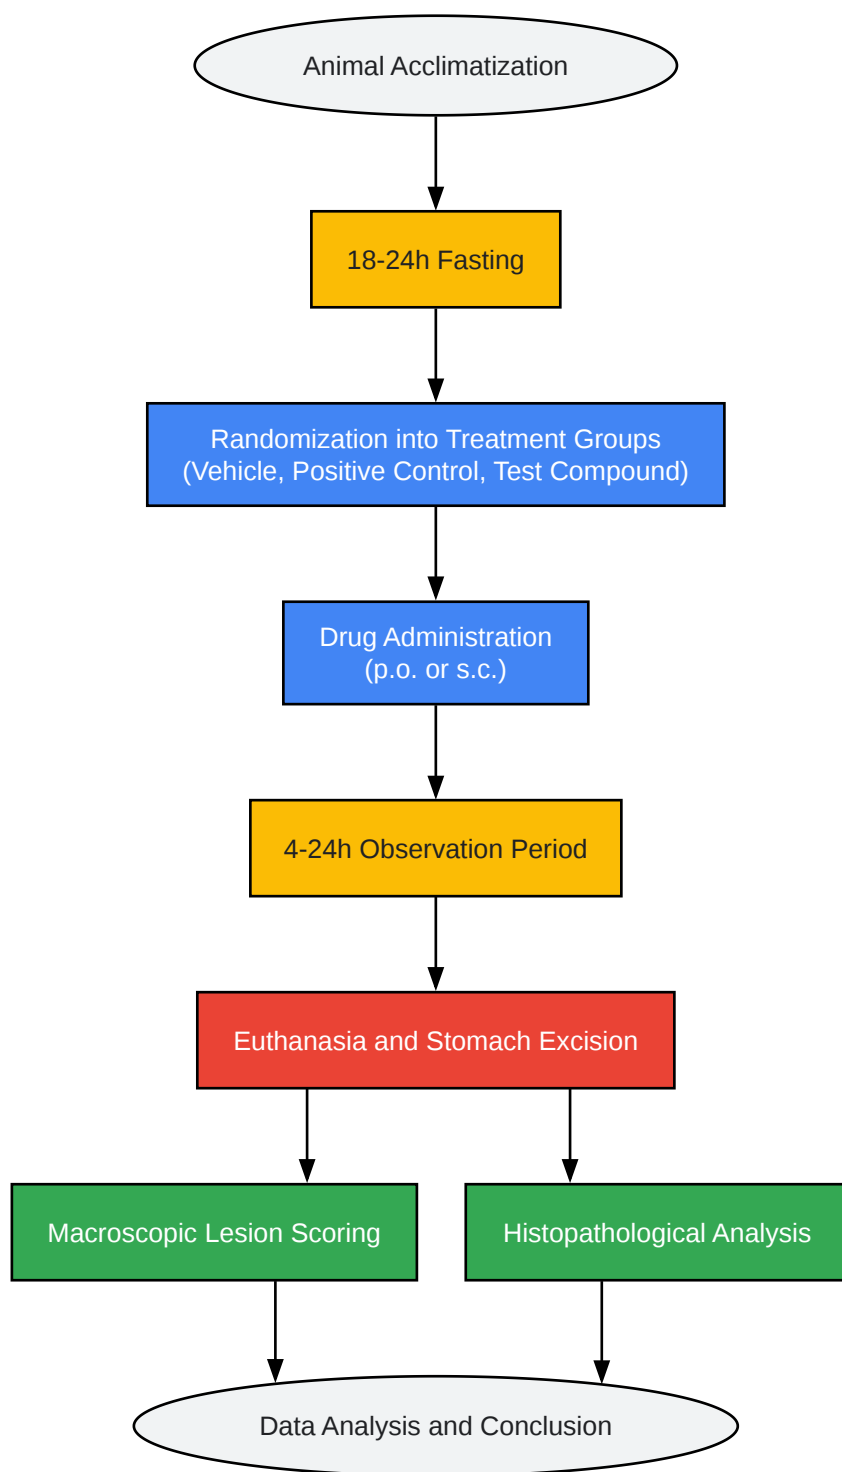 Animal Acclimatization
18-24h Fasting
Randomization into Treatment Groups
(Vehicle, Positive Control, Test Compound)
Drug Administration
(p.o. or s.c.)
4-24h Observation Period
Euthanasia and Stomach Excision
Macroscopic Lesion Scoring
Histopathological Analysis
Data Analysis and Conclusion